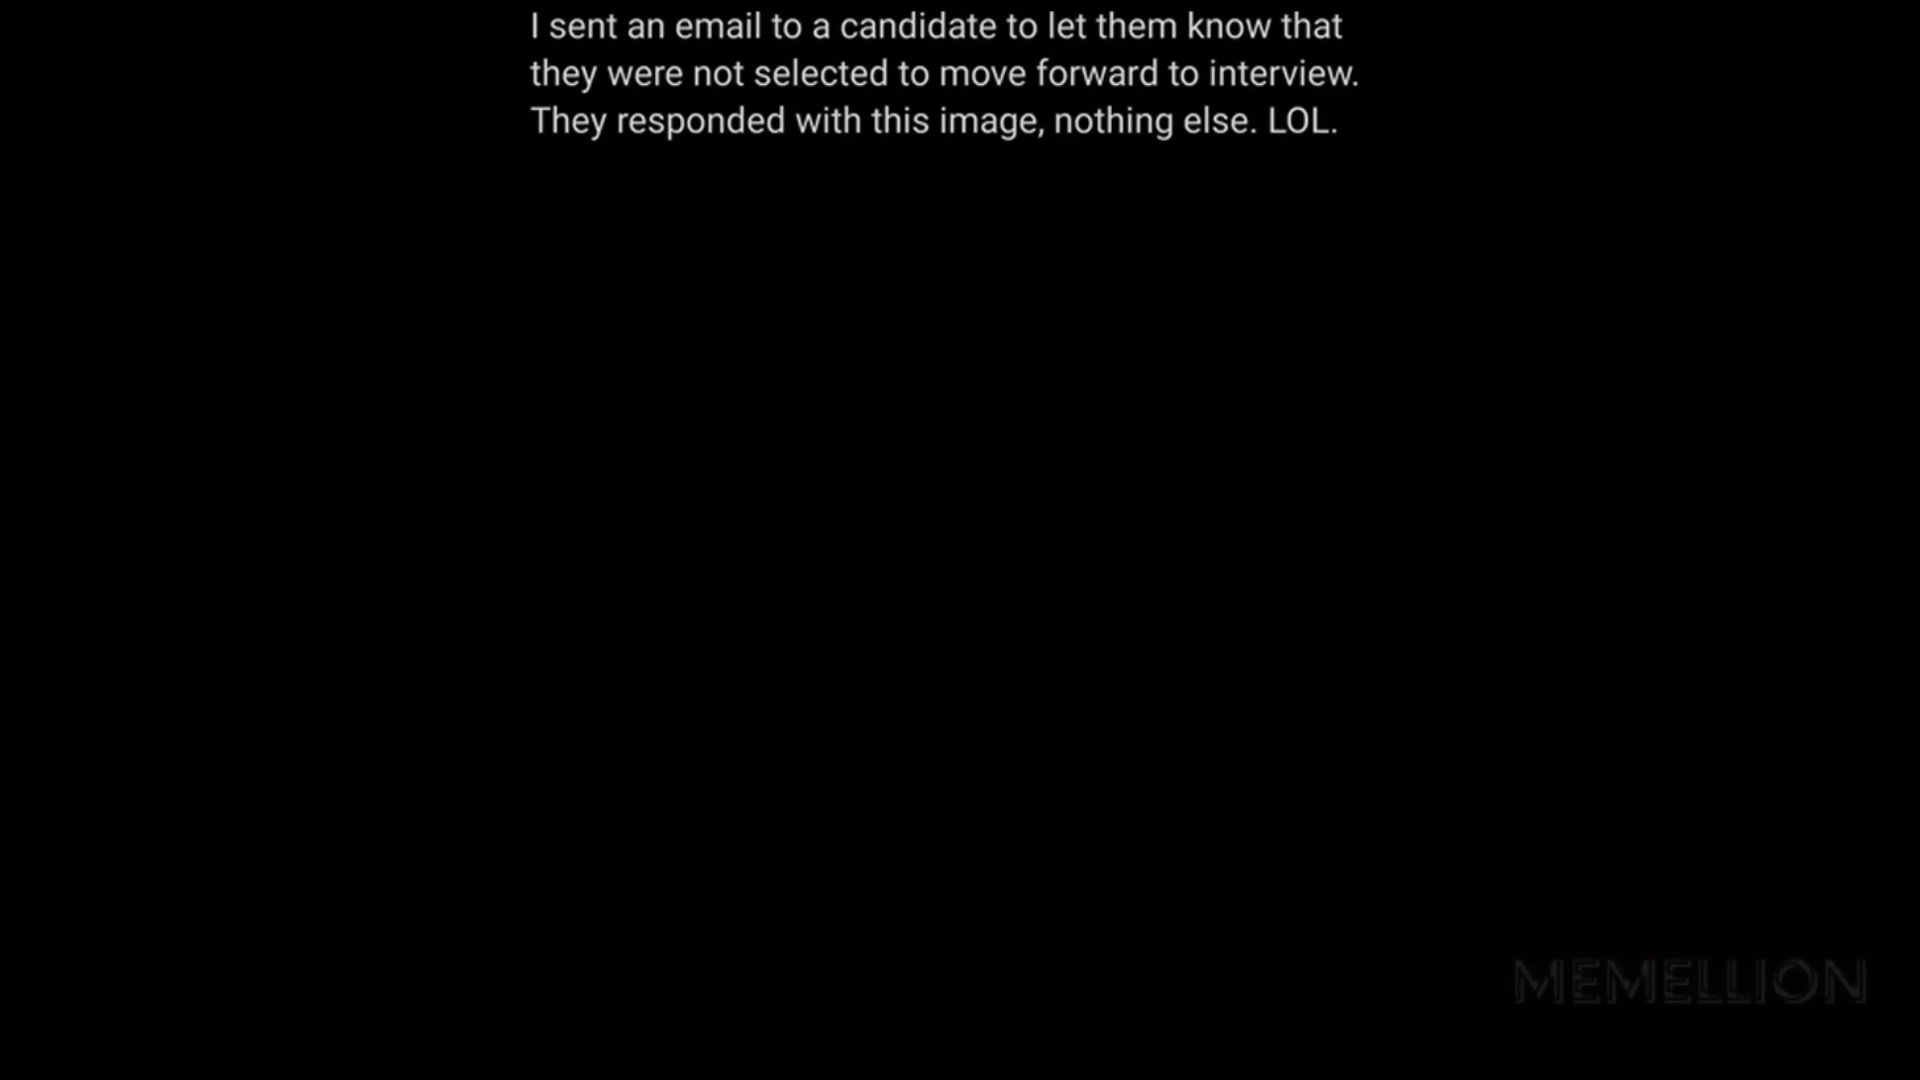 I sent an email to a candidate to let them know that
they were not selected to move forward to interview.
They responded with this image, nothing else. LOL.
MEMELLION